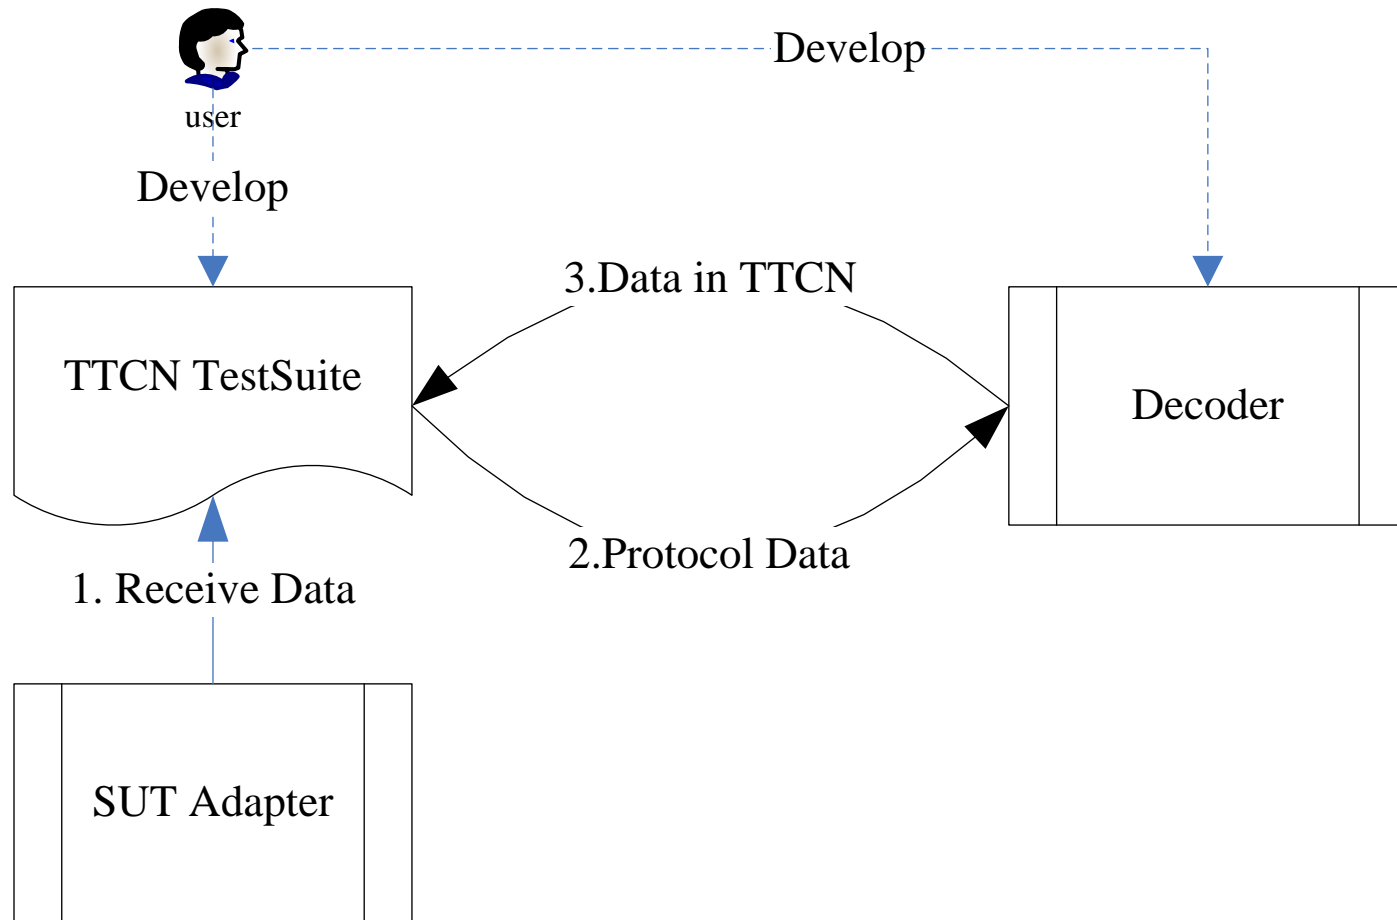 Develop
user
Develop
3.Data in TTCN
TTCN TestSuite
Decoder
2.Protocol Data
1. Receive Data
SUT Adapter